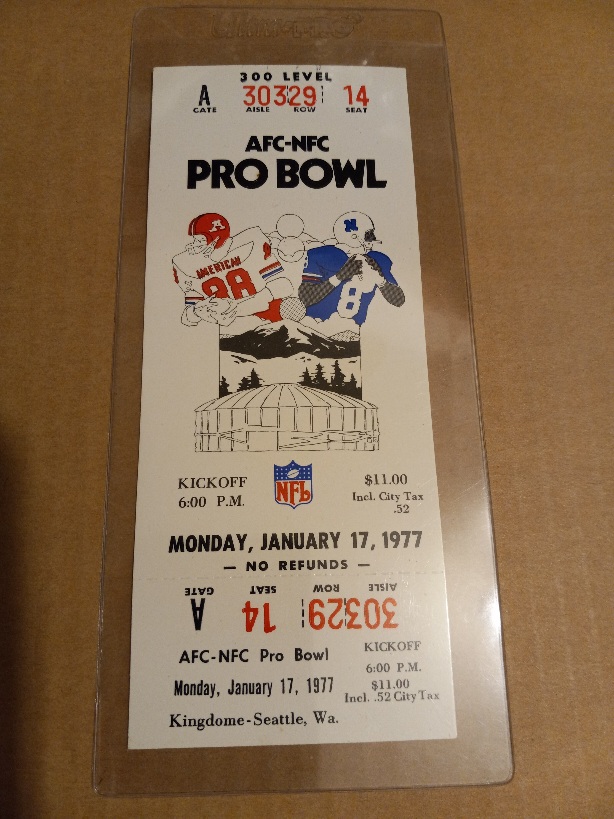 300 LEVEL
A 303 29 14
GATE AISLE ROW SEAT
AFC-NFC
PRO BOWL
A
AMERICAN
88
N
8
KICKOFF
6:00 P.M.
NFL
$11.00
Incl. City Tax
.52
MONDAY, JANUARY 17, 1977
— NO REFUNDS —
GATE SEAT ROW AISLE
A 14 29 303
AFC-NFC Pro Bowl
Monday, January 17, 1977
Kingdome-Seattle, Wa.
KICKOFF
6:00 P.M.
$11.00
Incl. .52 City Tax